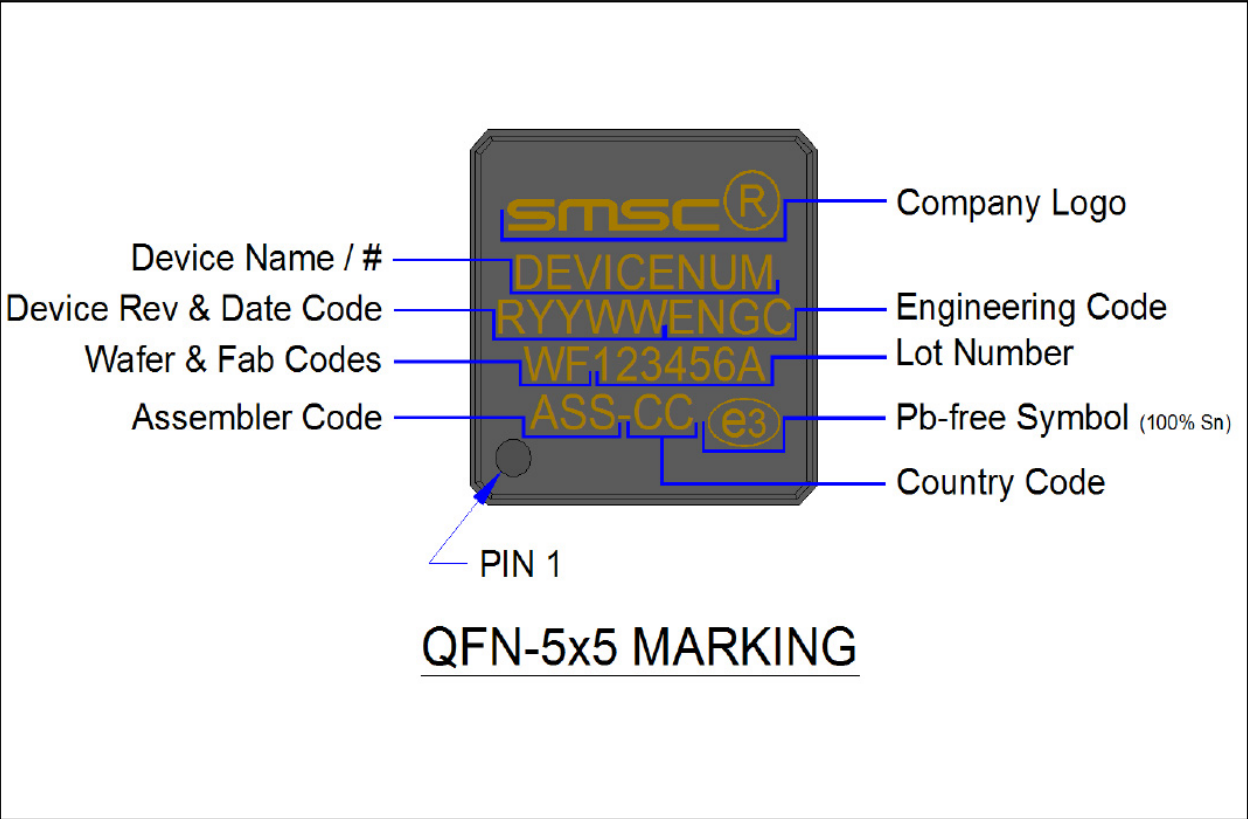 smsc®
Company Logo
Device Name / #
DEVICENUM
Device Rev & Date Code
RYYWWENGC
Engineering Code
Wafer & Fab Codes
WF123456A
Lot Number
Assembler Code
ASS-CC e3
Pb-free Symbol (100% Sn)
Country Code
PIN 1
QFN-5x5 MARKING